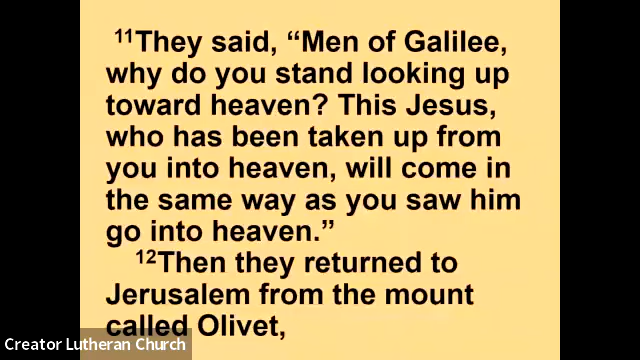 ¹¹They said, “Men of Galilee,
why do you stand looking up
toward heaven? This Jesus,
who has been taken up from
you into heaven, will come in
the same way as you saw him
go into heaven.”
¹²Then they returned to
Jerusalem from the mount
called Olivet,
Creator Lutheran Church